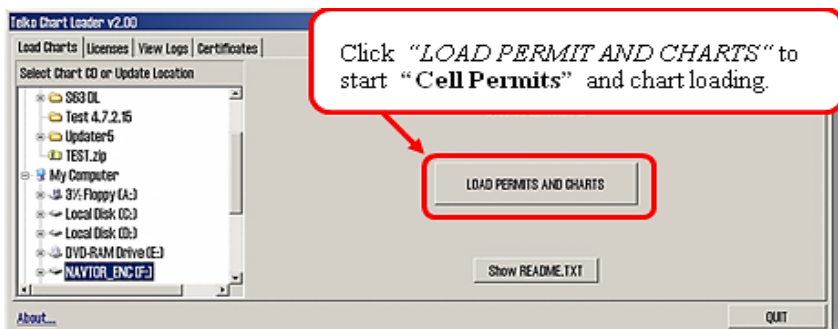 Telko Chart Loader v2.00
Load Charts Licenses View Logs Certificates
Select Chart CD or Update Location
S63 DL
Test 4.7.2.15
Updater5
TEST.zip
My Computer
3½ Floppy (A:)
Local Disk (C:)
Local Disk (D:)
DVD-RAM Drive (E:)
NAVTOR_ENC (F:)
Click "LOAD PERMIT AND CHARTS" to
start "Cell Permits" and chart loading.
LOAD PERMITS AND CHARTS
Show README.TXT
About...
QUIT